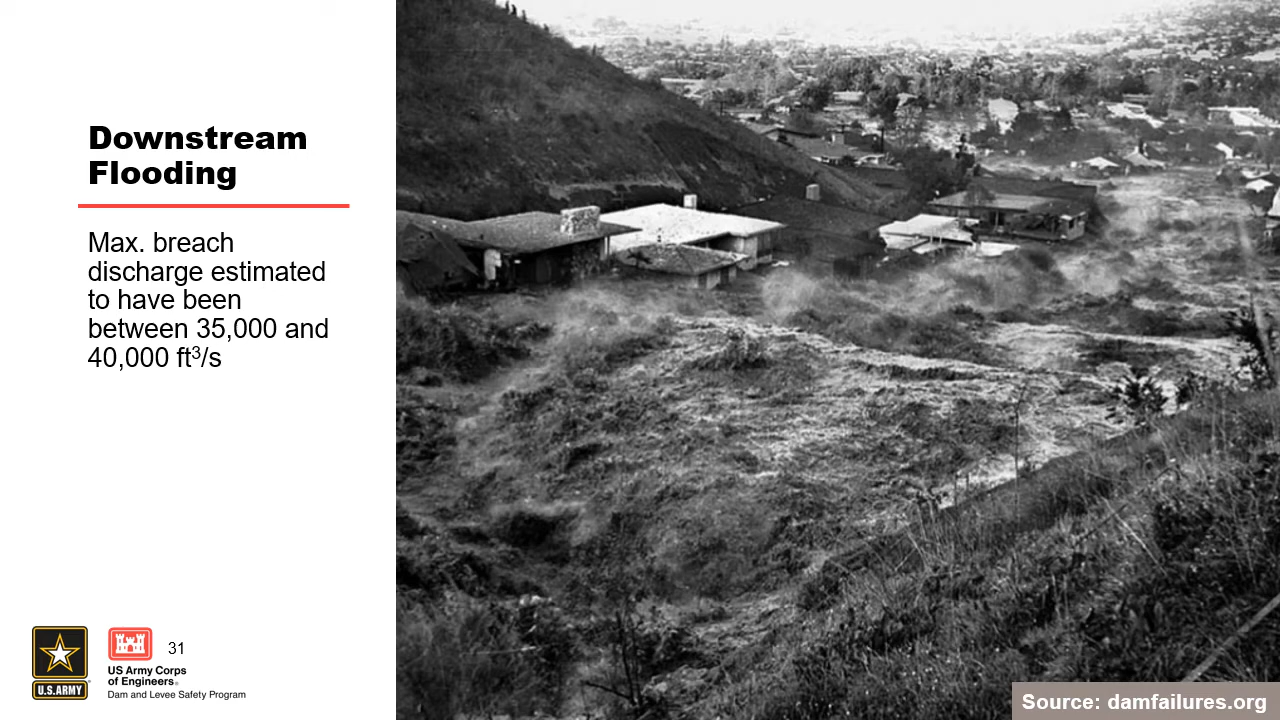 Downstream
Flooding
Max. breach
discharge estimated
to have been
between 35,000 and
40,000 ft³/s
U.S.ARMY
31
US Army Corps
of Engineers®
Dam and Levee Safety Program
Source: damfailures.org